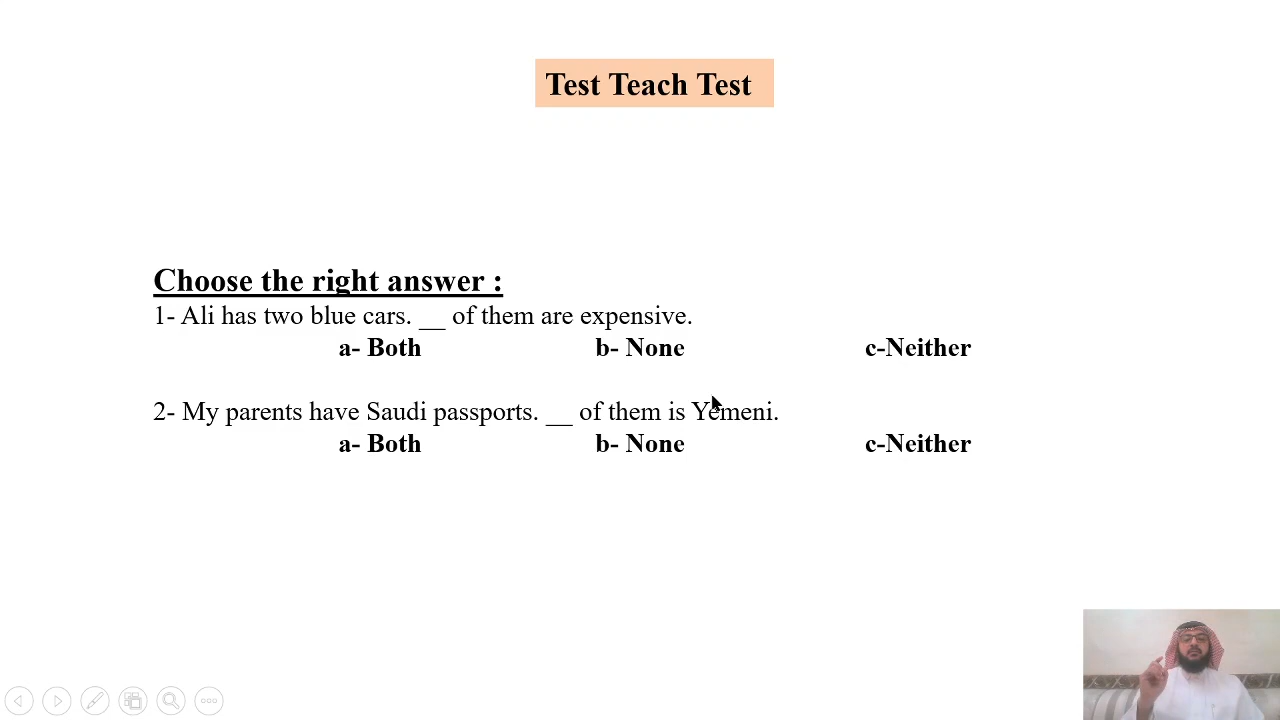 Test Teach Test
Choose the right answer :
1- Ali has two blue cars. __ of them are expensive.
a- Both b- None c-Neither
2- My parents have Saudi passports. __ of them is Yemeni.
a- Both b- None c-Neither